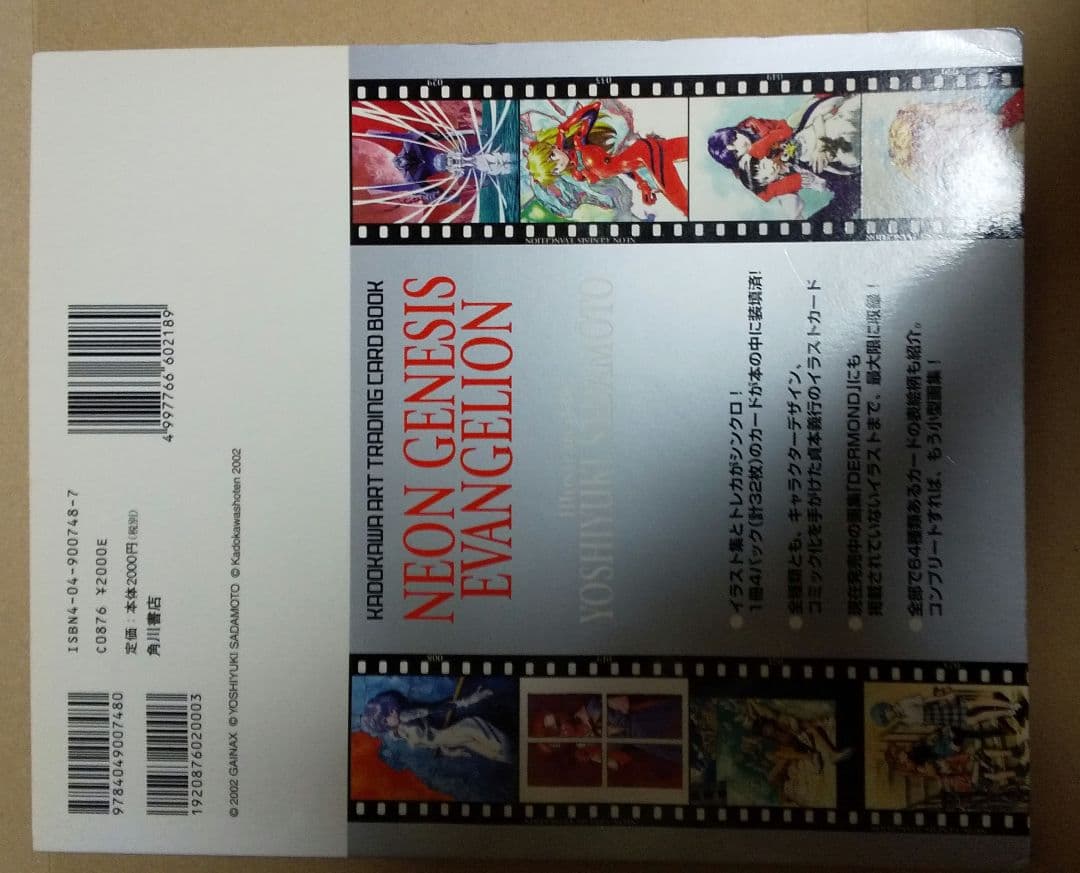 KADOKAWA ART TRADING CARD BOOK
NEON GENESIS
EVANGELION
YOSHIYUKI SADAMOTO
●イラスト集とトレカがシンクロ!
1冊4パック(計32枚)のカードが本の中に装填済!
●全種類とも、キャラクターデザイン、
コミック化を手がけた貞本義行のイラストカード
●現在発売中の画集「DERMOND」にも
掲載されていないイラストまで、最大限に収録!
●全部で64種類あるカードの表絵柄も紹介。
コンプリートすれば、もう小型画集!
029
NEON GENESIS EVANGELION
008
9784049007480
1920876020003
ISBN4-04-900748-7
C0876 ¥2000E
定価:本体2000円(税別)
角川書店
4997766602189
© 2002 GAINAX © YOSHIYUKI SADAMOTO © Kadokawashoten 2002